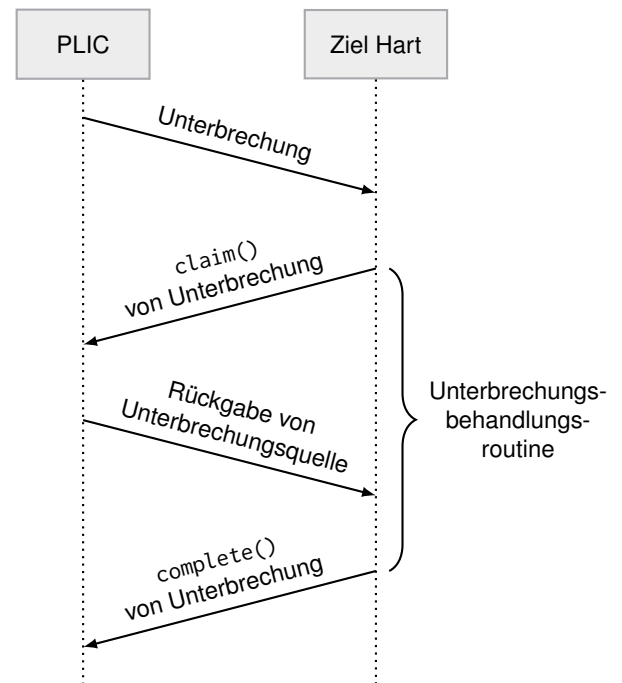 PLIC
Ziel Hart
Unterbrechung
claim()
von Unterbrechung
Rückgabe von
Unterbrechungsquelle
Unterbrechungs-
behandlungs-
routine
complete()
von Unterbrechung